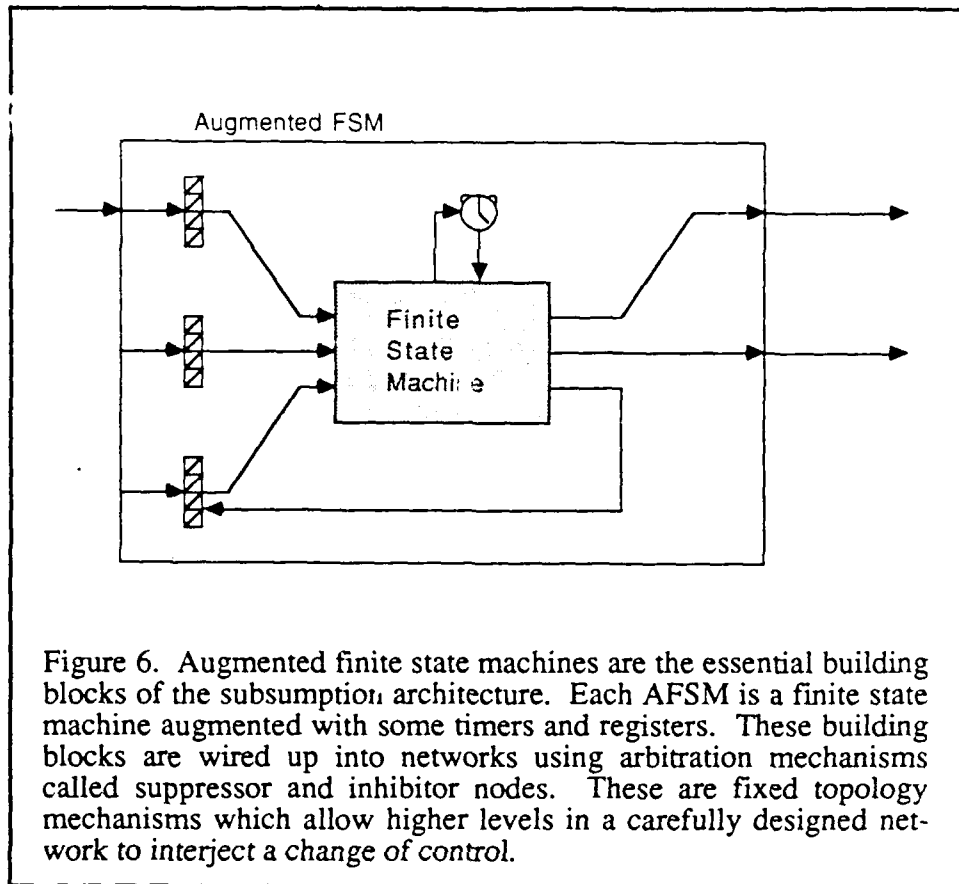 Augmented FSM
Finite
State
Machine
Figure 6. Augmented finite state machines are the essential building
blocks of the subsumption architecture. Each AFSM is a finite state
machine augmented with some timers and registers. These building
blocks are wired up into networks using arbitration mechanisms
called suppressor and inhibitor nodes. These are fixed topology
mechanisms which allow higher levels in a carefully designed net-
work to interject a change of control.